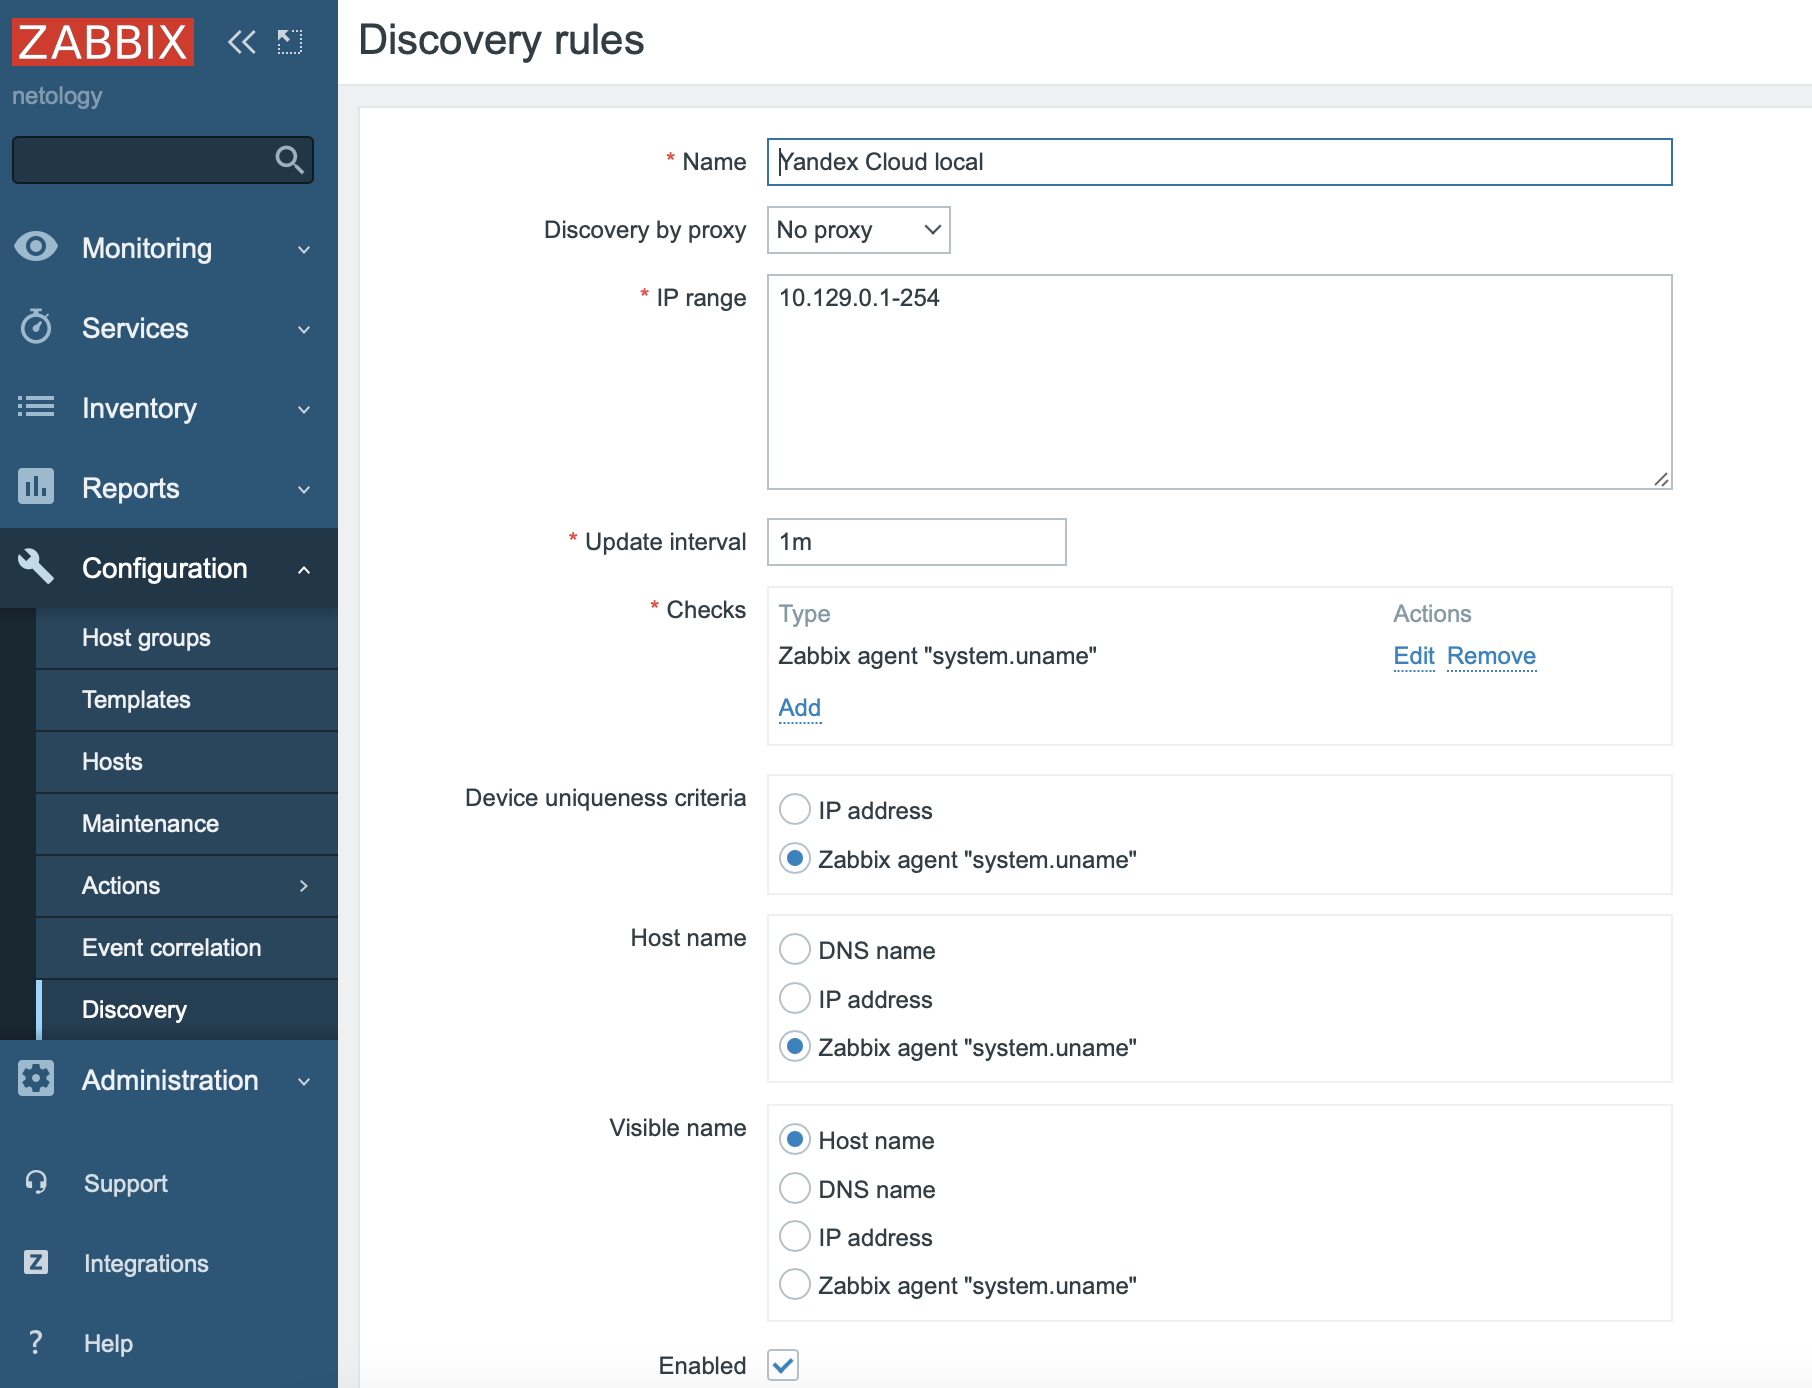 ZABBIX
netology
Monitoring
Services
Inventory
Reports
Configuration
Host groups
Templates
Hosts
Maintenance
Actions
Event correlation
Discovery
Administration
Support
Z Integrations
? Help
Discovery rules
* Name Yandex Cloud local
Discovery by proxy No proxy
* IP range 10.129.0.1-254
* Update interval 1m
* Checks Type Actions
Zabbix agent "system.uname" Edit Remove
Add
Device uniqueness criteria IP address
Zabbix agent "system.uname"
Host name DNS name
IP address
Zabbix agent "system.uname"
Visible name Host name
DNS name
IP address
Zabbix agent "system.uname"
Enabled